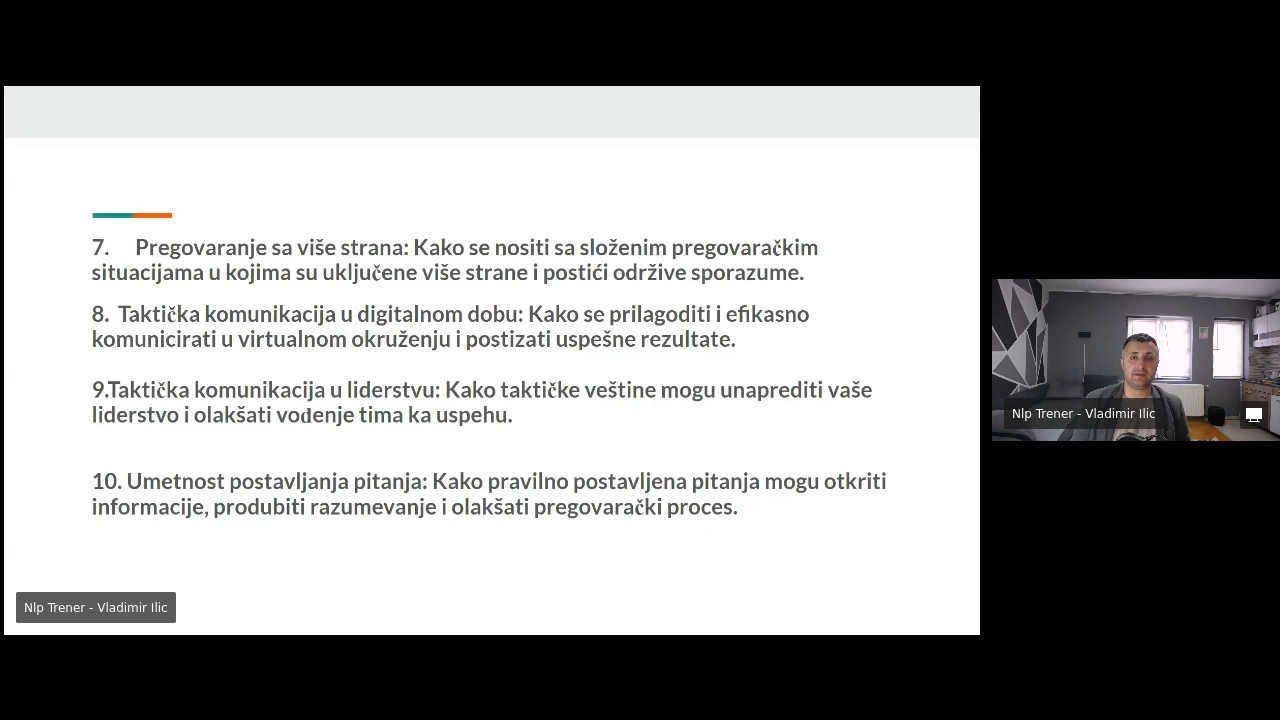 7. Pregovaranje sa više strana: Kako se nositi sa složenim pregovaračkim
situacijama u kojima su uključene više strane i postići održive sporazume.
8. Taktička komunikacija u digitalnom dobu: Kako se prilagoditi i efikasno
komunicirati u virtualnom okruženju i postizati uspešne rezultate.
9.Taktička komunikacija u liderstvu: Kako taktičke veštine mogu unaprediti vaše
liderstvo i olakšati vođenje tima ka uspehu.
10. Umetnost postavljanja pitanja: Kako pravilno postavljena pitanja mogu otkriti
informacije, produbiti razumevanje i olakšati pregovarački proces.
Nlp Trener - Vladimir Ilic
Nlp Trener - Vladimir Ilic